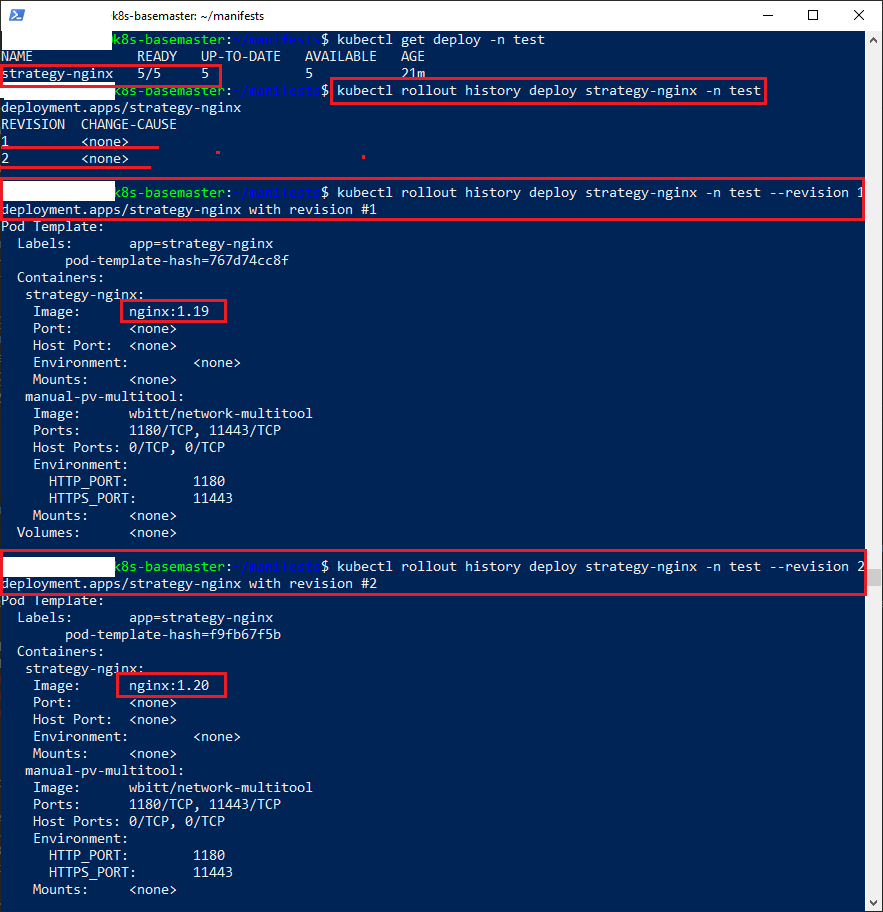 k8s-basemaster: ~/manifests
k8s-basemaster:~/manifests$ kubectl get deploy -n test
NAME             READY   UP-TO-DATE   AVAILABLE   AGE
strategy-nginx   5/5     5            5           21m
k8s-basemaster:~/manifests$ kubectl rollout history deploy strategy-nginx -n test
deployment.apps/strategy-nginx
REVISION  CHANGE-CAUSE
1         <none>
2         <none>
k8s-basemaster:~/manifests$ kubectl rollout history deploy strategy-nginx -n test --revision 1
deployment.apps/strategy-nginx with revision #1
Pod Template:
  Labels:       app=strategy-nginx
        pod-template-hash=767d74cc8f
  Containers:
   strategy-nginx:
    Image:      nginx:1.19
    Port:       <none>
    Host Port:  <none>
    Environment:        <none>
    Mounts:     <none>
   manual-pv-multitool:
    Image:      wbitt/network-multitool
    Ports:      1180/TCP, 11443/TCP
    Host Ports: 0/TCP, 0/TCP
    Environment:
      HTTP_PORT:        1180
      HTTPS_PORT:       11443
    Mounts:     <none>
  Volumes:      <none>
k8s-basemaster:~/manifests$ kubectl rollout history deploy strategy-nginx -n test --revision 2
deployment.apps/strategy-nginx with revision #2
Pod Template:
  Labels:       app=strategy-nginx
        pod-template-hash=f9fb67f5b
  Containers:
   strategy-nginx:
    Image:      nginx:1.20
    Port:       <none>
    Host Port:  <none>
    Environment:        <none>
    Mounts:     <none>
   manual-pv-multitool:
    Image:      wbitt/network-multitool
    Ports:      1180/TCP, 11443/TCP
    Host Ports: 0/TCP, 0/TCP
    Environment:
      HTTP_PORT:        1180
      HTTPS_PORT:       11443
    Mounts:     <none>